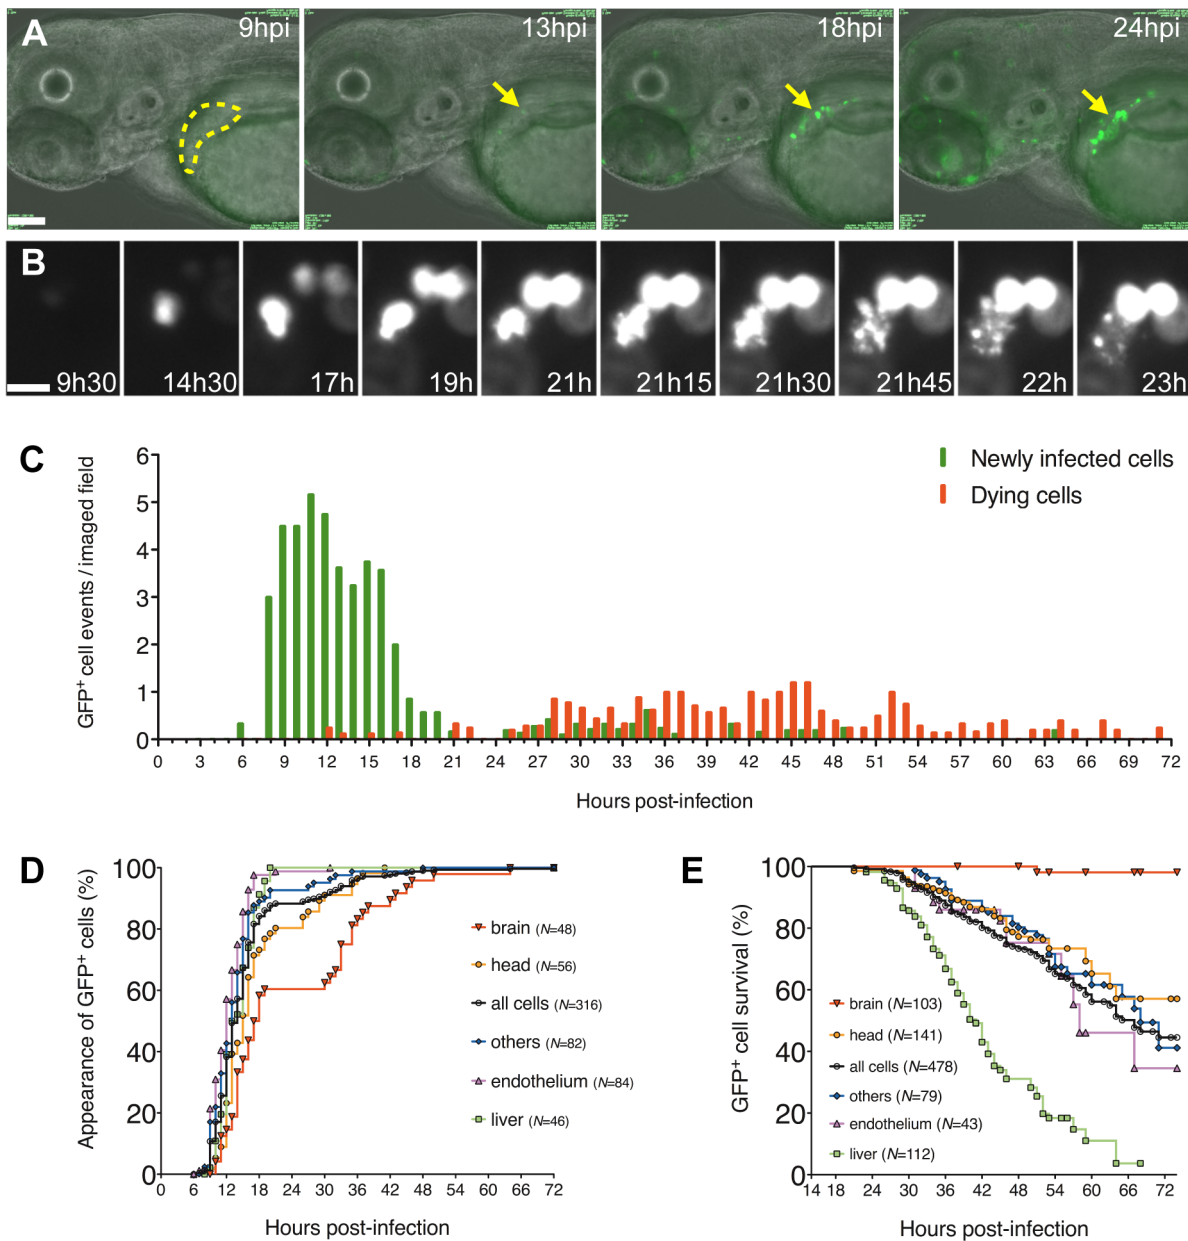 A
9hpi
13hpi
18hpi
24hpi
B
9h30
14h30
17h
19h
21h
21h15
21h30
21h45
22h
23h
C
GFP+ cell events / imaged field
6
5
4
3
2
1
0
0 3 6 9 12 15 18 21 24 27 30 33 36 39 42 45 48 51 54 57 60 63 66 69 72
Hours post-infection
Newly infected cells
Dying cells
D
Appearance of GFP+ cells (%)
100
80
60
40
20
0
0 6 12 18 24 30 36 42 48 54 60 66 72
Hours post-infection
brain (N=48)
head (N=56)
all cells (N=316)
others (N=82)
endothelium (N=84)
liver (N=46)
E
GFP+ cell survival (%)
100
80
60
40
20
0
14 18 24 30 36 42 48 54 60 66 72
Hours post-infection
brain (N=103)
head (N=141)
all cells (N=478)
others (N=79)
endothelium (N=43)
liver (N=112)